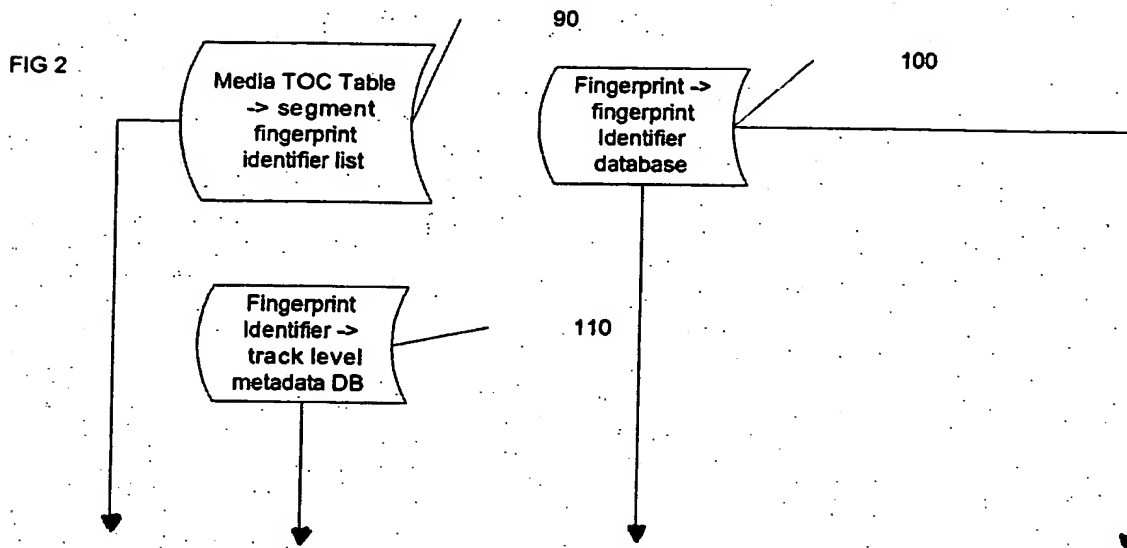 90
FIG 2
Media TOC Table
-> segment
fingerprint
identifier list
100
Fingerprint ->
fingerprint
Identifier
database
Fingerprint
Identifier ->
track level
metadata DB
110